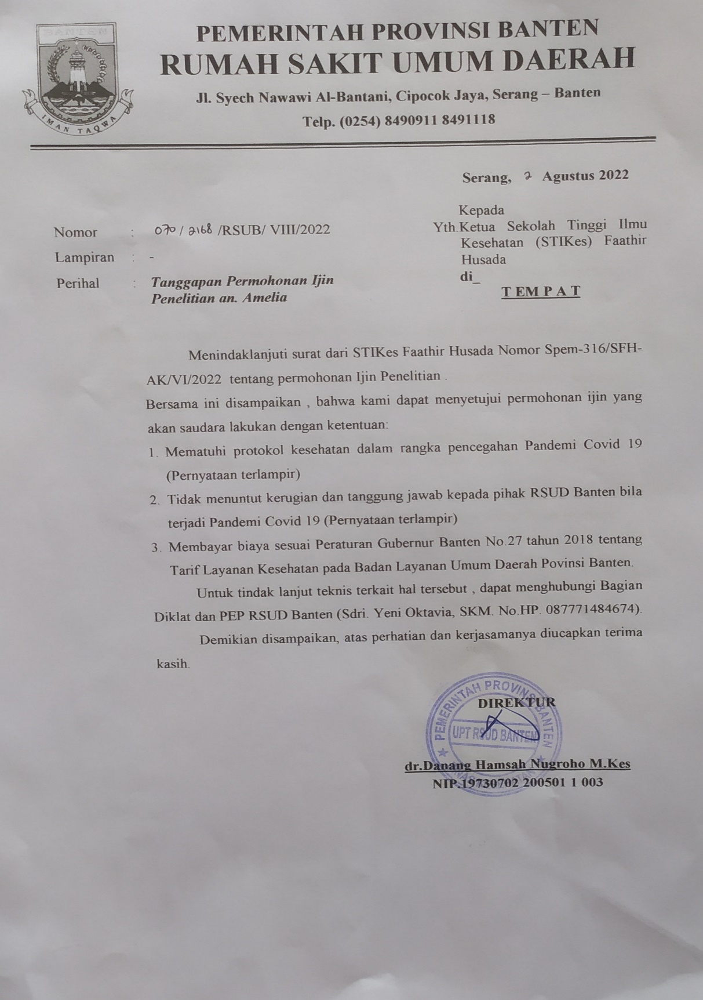 BANTEN
IMAN TAQWA
PEMERINTAH PROVINSI BANTEN
RUMAH SAKIT UMUM DAERAH
Jl. Syech Nawawi Al-Bantani, Cipocok Jaya, Serang – Banten
Telp. (0254) 8490911 8491118
Serang, 2 Agustus 2022
Kepada
Yth.Ketua Sekolah Tinggi Ilmu
Kesehatan (STIKes) Faathir
Husada
di_
T E M P A T
Nomor : 070 / 2168 /RSUB/ VIII/2022
Lampiran : -
Perihal : Tanggapan Permohonan Ijin
Penelitian an. Amelia
Menindaklanjuti surat dari STIKes Faathir Husada Nomor Spem-316/SFH-
AK/VI/2022 tentang permohonan Ijin Penelitian .
Bersama ini disampaikan , bahwa kami dapat menyetujui permohonan ijin yang
akan saudara lakukan dengan ketentuan:
1. Mematuhi protokol kesehatan dalam rangka pencegahan Pandemi Covid 19
(Pernyataan terlampir)
2. Tidak menuntut kerugian dan tanggung jawab kepada pihak RSUD Banten bila
terjadi Pandemi Covid 19 (Pernyataan terlampir)
3. Membayar biaya sesuai Peraturan Gubernur Banten No.27 tahun 2018 tentang
Tarif Layanan Kesehatan pada Badan Layanan Umum Daerah Povinsi Banten.
Untuk tindak lanjut teknis terkait hal tersebut , dapat menghubungi Bagian
Diklat dan PEP RSUD Banten (Sdri. Yeni Oktavia, SKM. No.HP. 087771484674).
Demikian disampaikan, atas perhatian dan kerjasamanya diucapkan terima
kasih.
PEMERINTAH PROVINSI BANTEN
DIREKTUR
UPT RSUD BANTEN
dr.Danang Hamsah Nugroho M.Kes
NIP.19730702 200501 1 003